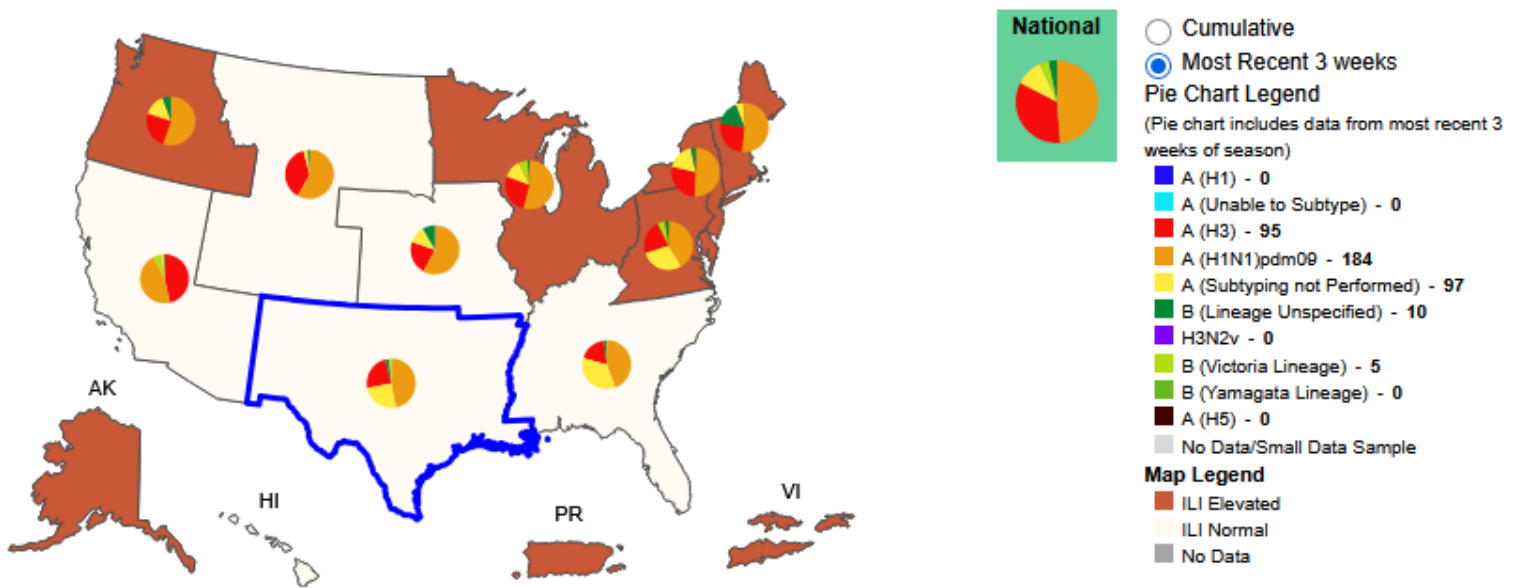 National
Cumulative
Most Recent 3 weeks
Pie Chart Legend
(Pie chart includes data from most recent 3
weeks of season)
A (H1) - 0
A (Unable to Subtype) - 0
A (H3) - 95
A (H1N1)pdm09 - 184
A (Subtyping not Performed) - 97
B (Lineage Unspecified) - 10
H3N2v - 0
B (Victoria Lineage) - 5
B (Yamagata Lineage) - 0
A (H5) - 0
No Data/Small Data Sample
Map Legend
ILI Elevated
ILI Normal
No Data
AK
HI
PR
VI